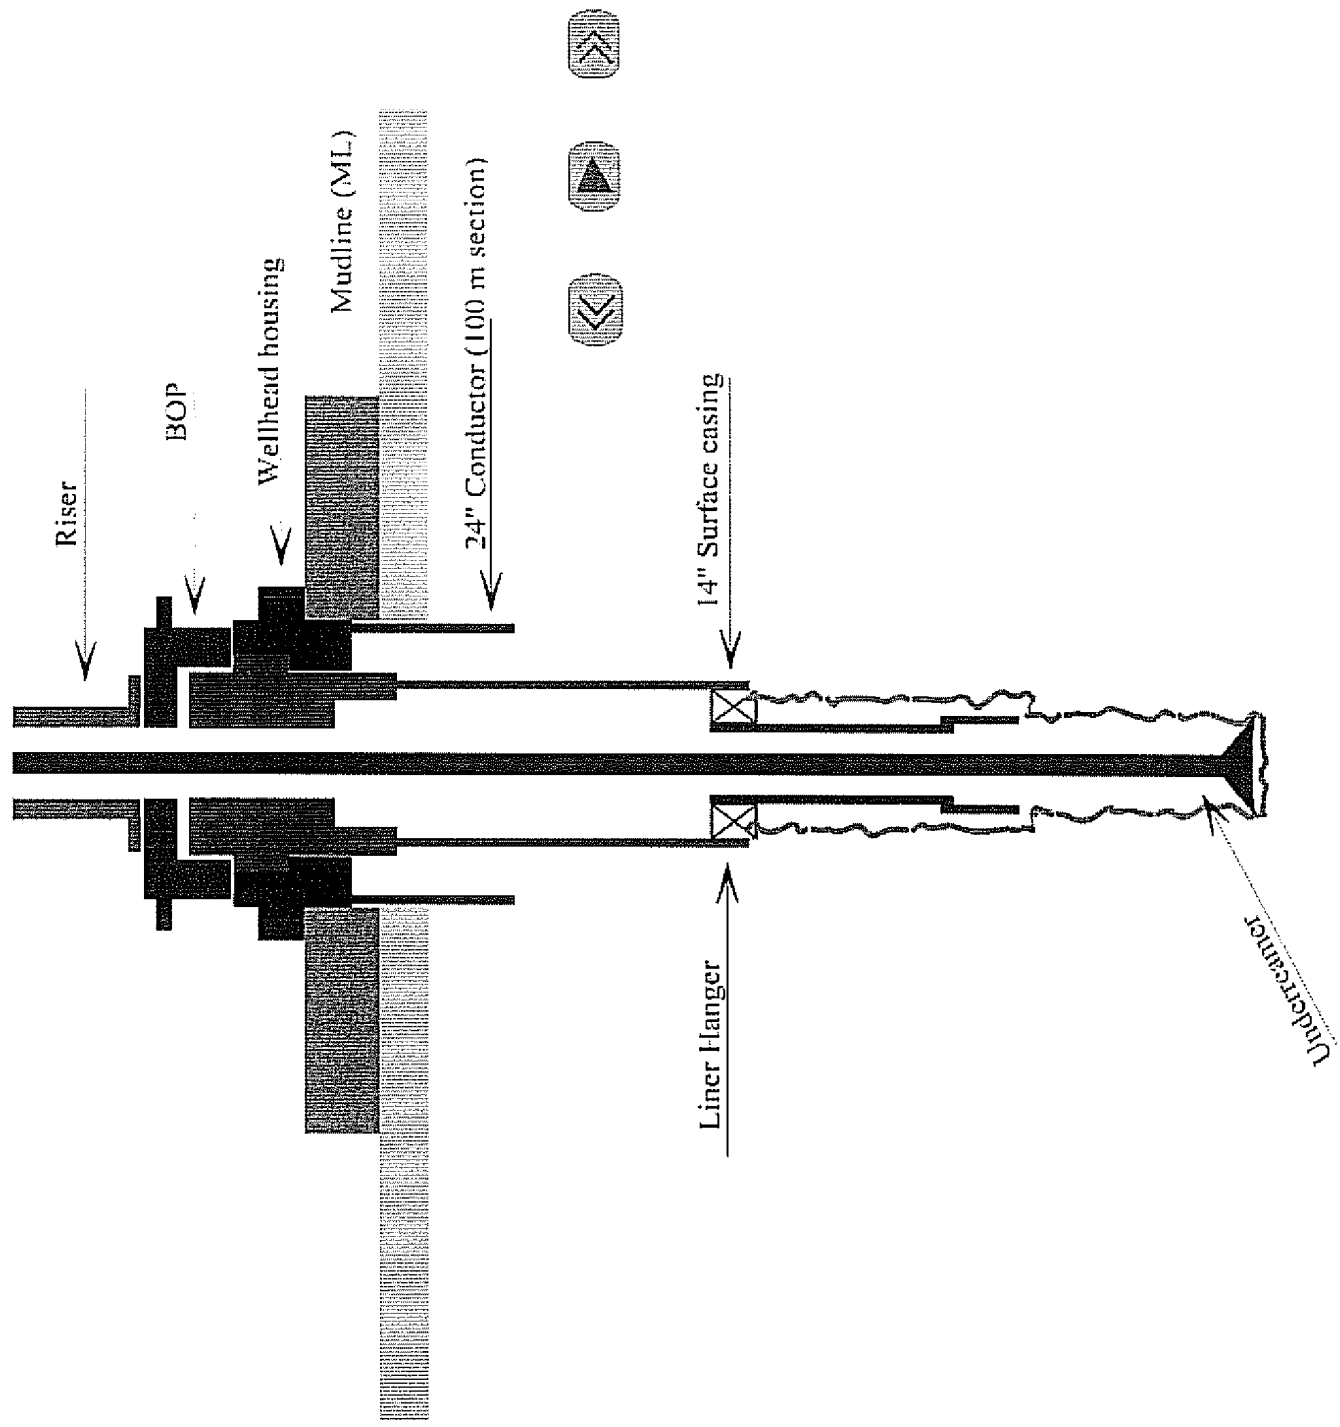 Riser
BOP
Wellhead housing
Mudline (ML)
24" Conductor (100 m section)
14" Surface casing
Liner Hanger
Underreamer